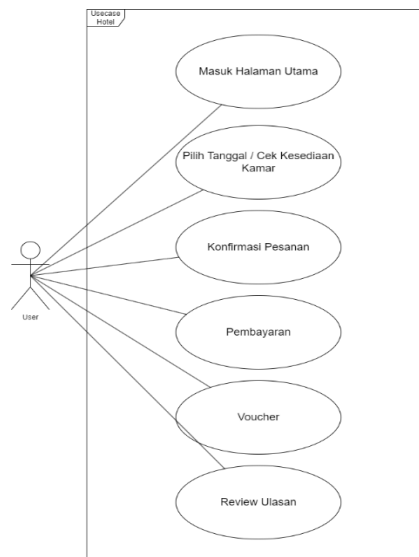 Usecase
Hotel
Masuk Halaman Utama
Pilih Tanggal / Cek Kesediaan
Kamar
Konfirmasi Pesanan
User
Pembayaran
Voucher
Review Ulasan